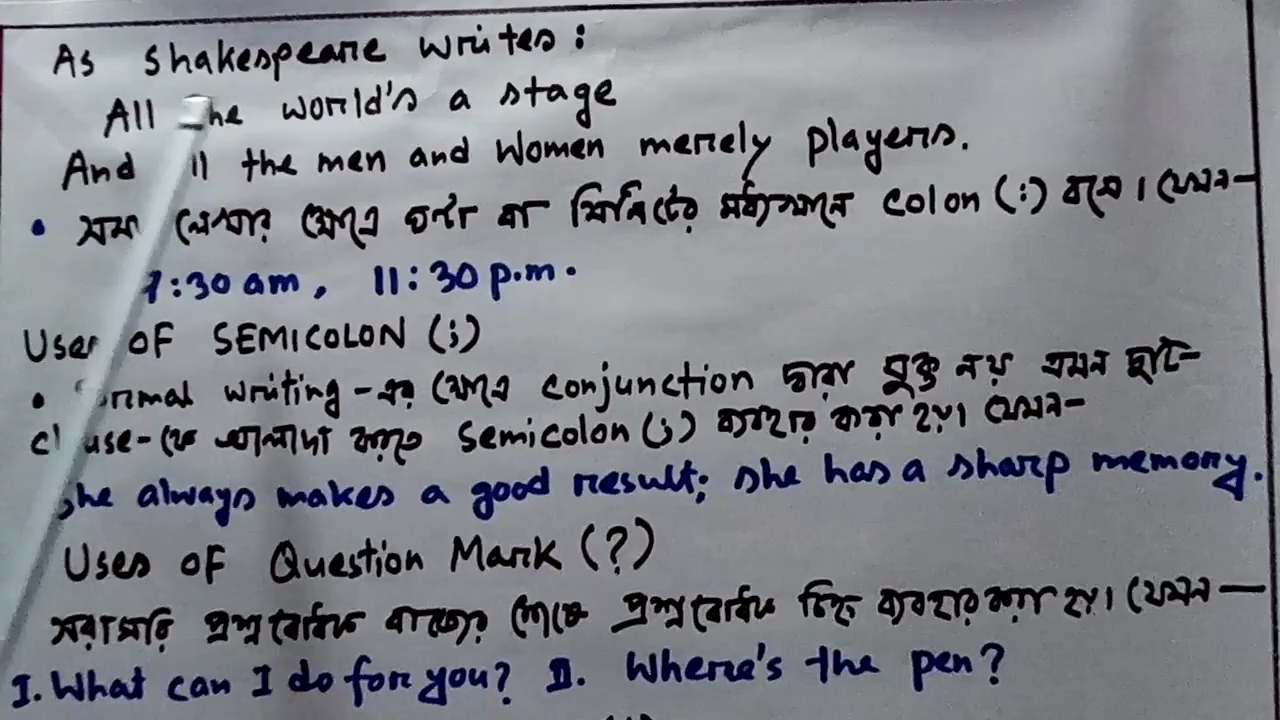 As Shakespeare writes:
All the world's a stage
And all the men and women merely players.
• সময় লেখার ক্ষেত্রে ঘন্টা বা মিনিটের মধ্যখানে colon (:) বসে। যেমন-
7:30 am, 11:30 p.m.
Uses OF SEMICOLON (;)
• Formal writing-এর ক্ষেত্রে conjunction দ্বারা যুক্ত নয় এমন দুটি-
clause-কে আলাদা করতে semicolon (;) ব্যবহার করা হয়। যেমন-
She always makes a good result; she has a sharp memory.
Uses OF Question Mark (?)
সরাসরি প্রশ্নবোধক বাক্যের শেষে প্রশ্নবোধক চিহ্ন ব্যবহার করা হয়। যেমন—
I. What can I do for you? II. Where's the pen?